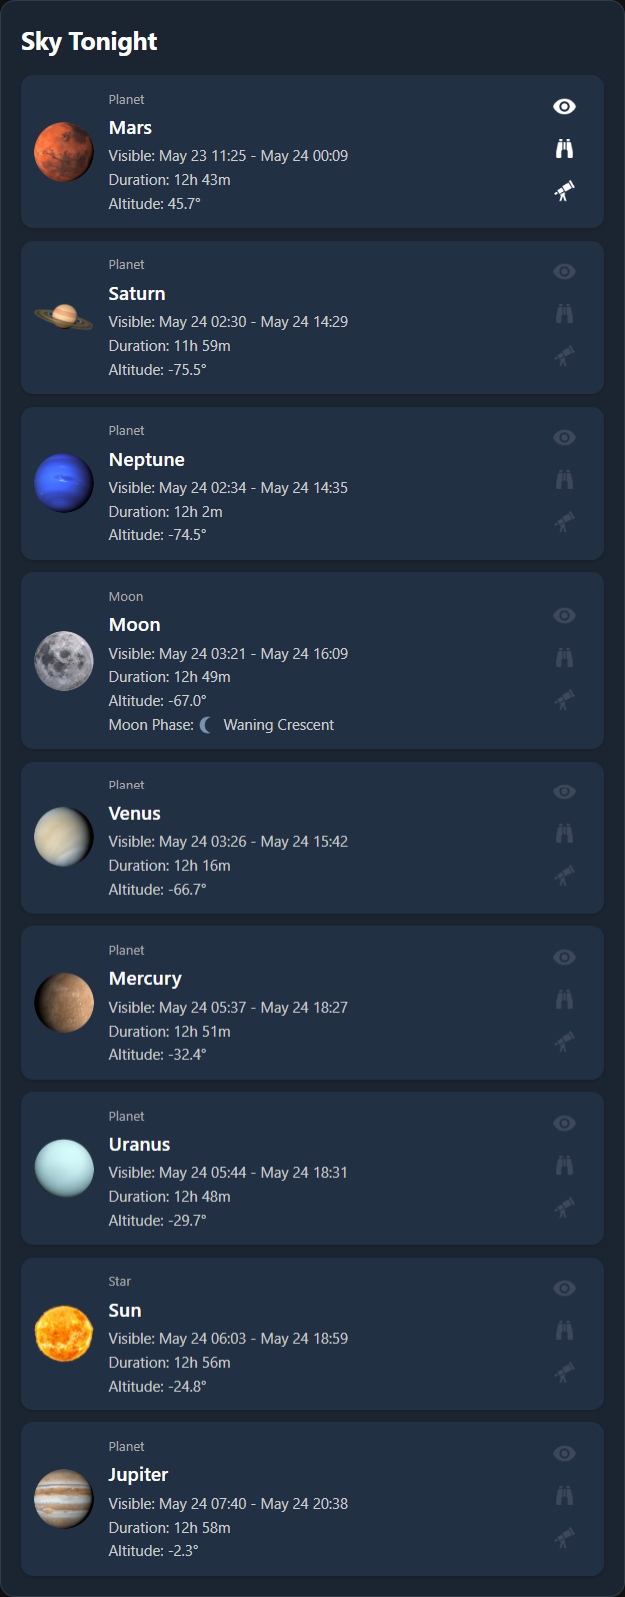 Sky Tonight
Planet
Mars
Visible: May 23 11:25 - May 24 00:09
Duration: 12h 43m
Altitude: 45.7°
Planet
Saturn
Visible: May 24 02:30 - May 24 14:29
Duration: 11h 59m
Altitude: -75.5°
Planet
Neptune
Visible: May 24 02:34 - May 24 14:35
Duration: 12h 2m
Altitude: -74.5°
Moon
Moon
Visible: May 24 03:21 - May 24 16:09
Duration: 12h 49m
Altitude: -67.0°
Moon Phase: Waning Crescent
Planet
Venus
Visible: May 24 03:26 - May 24 15:42
Duration: 12h 16m
Altitude: -66.7°
Planet
Mercury
Visible: May 24 05:37 - May 24 18:27
Duration: 12h 51m
Altitude: -32.4°
Planet
Uranus
Visible: May 24 05:44 - May 24 18:31
Duration: 12h 48m
Altitude: -29.7°
Star
Sun
Visible: May 24 06:03 - May 24 18:59
Duration: 12h 56m
Altitude: -24.8°
Planet
Jupiter
Visible: May 24 07:40 - May 24 20:38
Duration: 12h 58m
Altitude: -2.3°